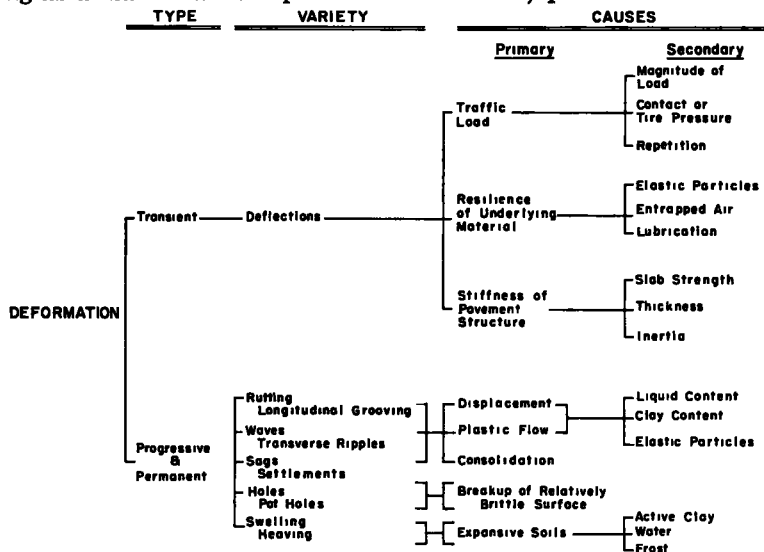 TYPE VARIETY CAUSES
Primary Secondary
Magnitude of
Load
Traffic
Load
Contact or
Tire Pressure
Repetition
Elastic Particles
Resilience
of Underlying
Material
Entrapped Air
Lubrication
Transient Deflections
Slab Strength
Stiffness of
Pavement
Structure
Thickness
Inertia
DEFORMATION
Progressive
&
Permanent
Rutting
Longitudinal Grooving
Waves
Transverse Ripples
Sags
Settlements
Holes
Pot Holes
Swelling
Heaving
Displacement
Plastic Flow
Consolidation
Liquid Content
Clay Content
Elastic Particles
Breakup of Relatively
Brittle Surface
Expansive Soils
Active Clay
Water
Frost